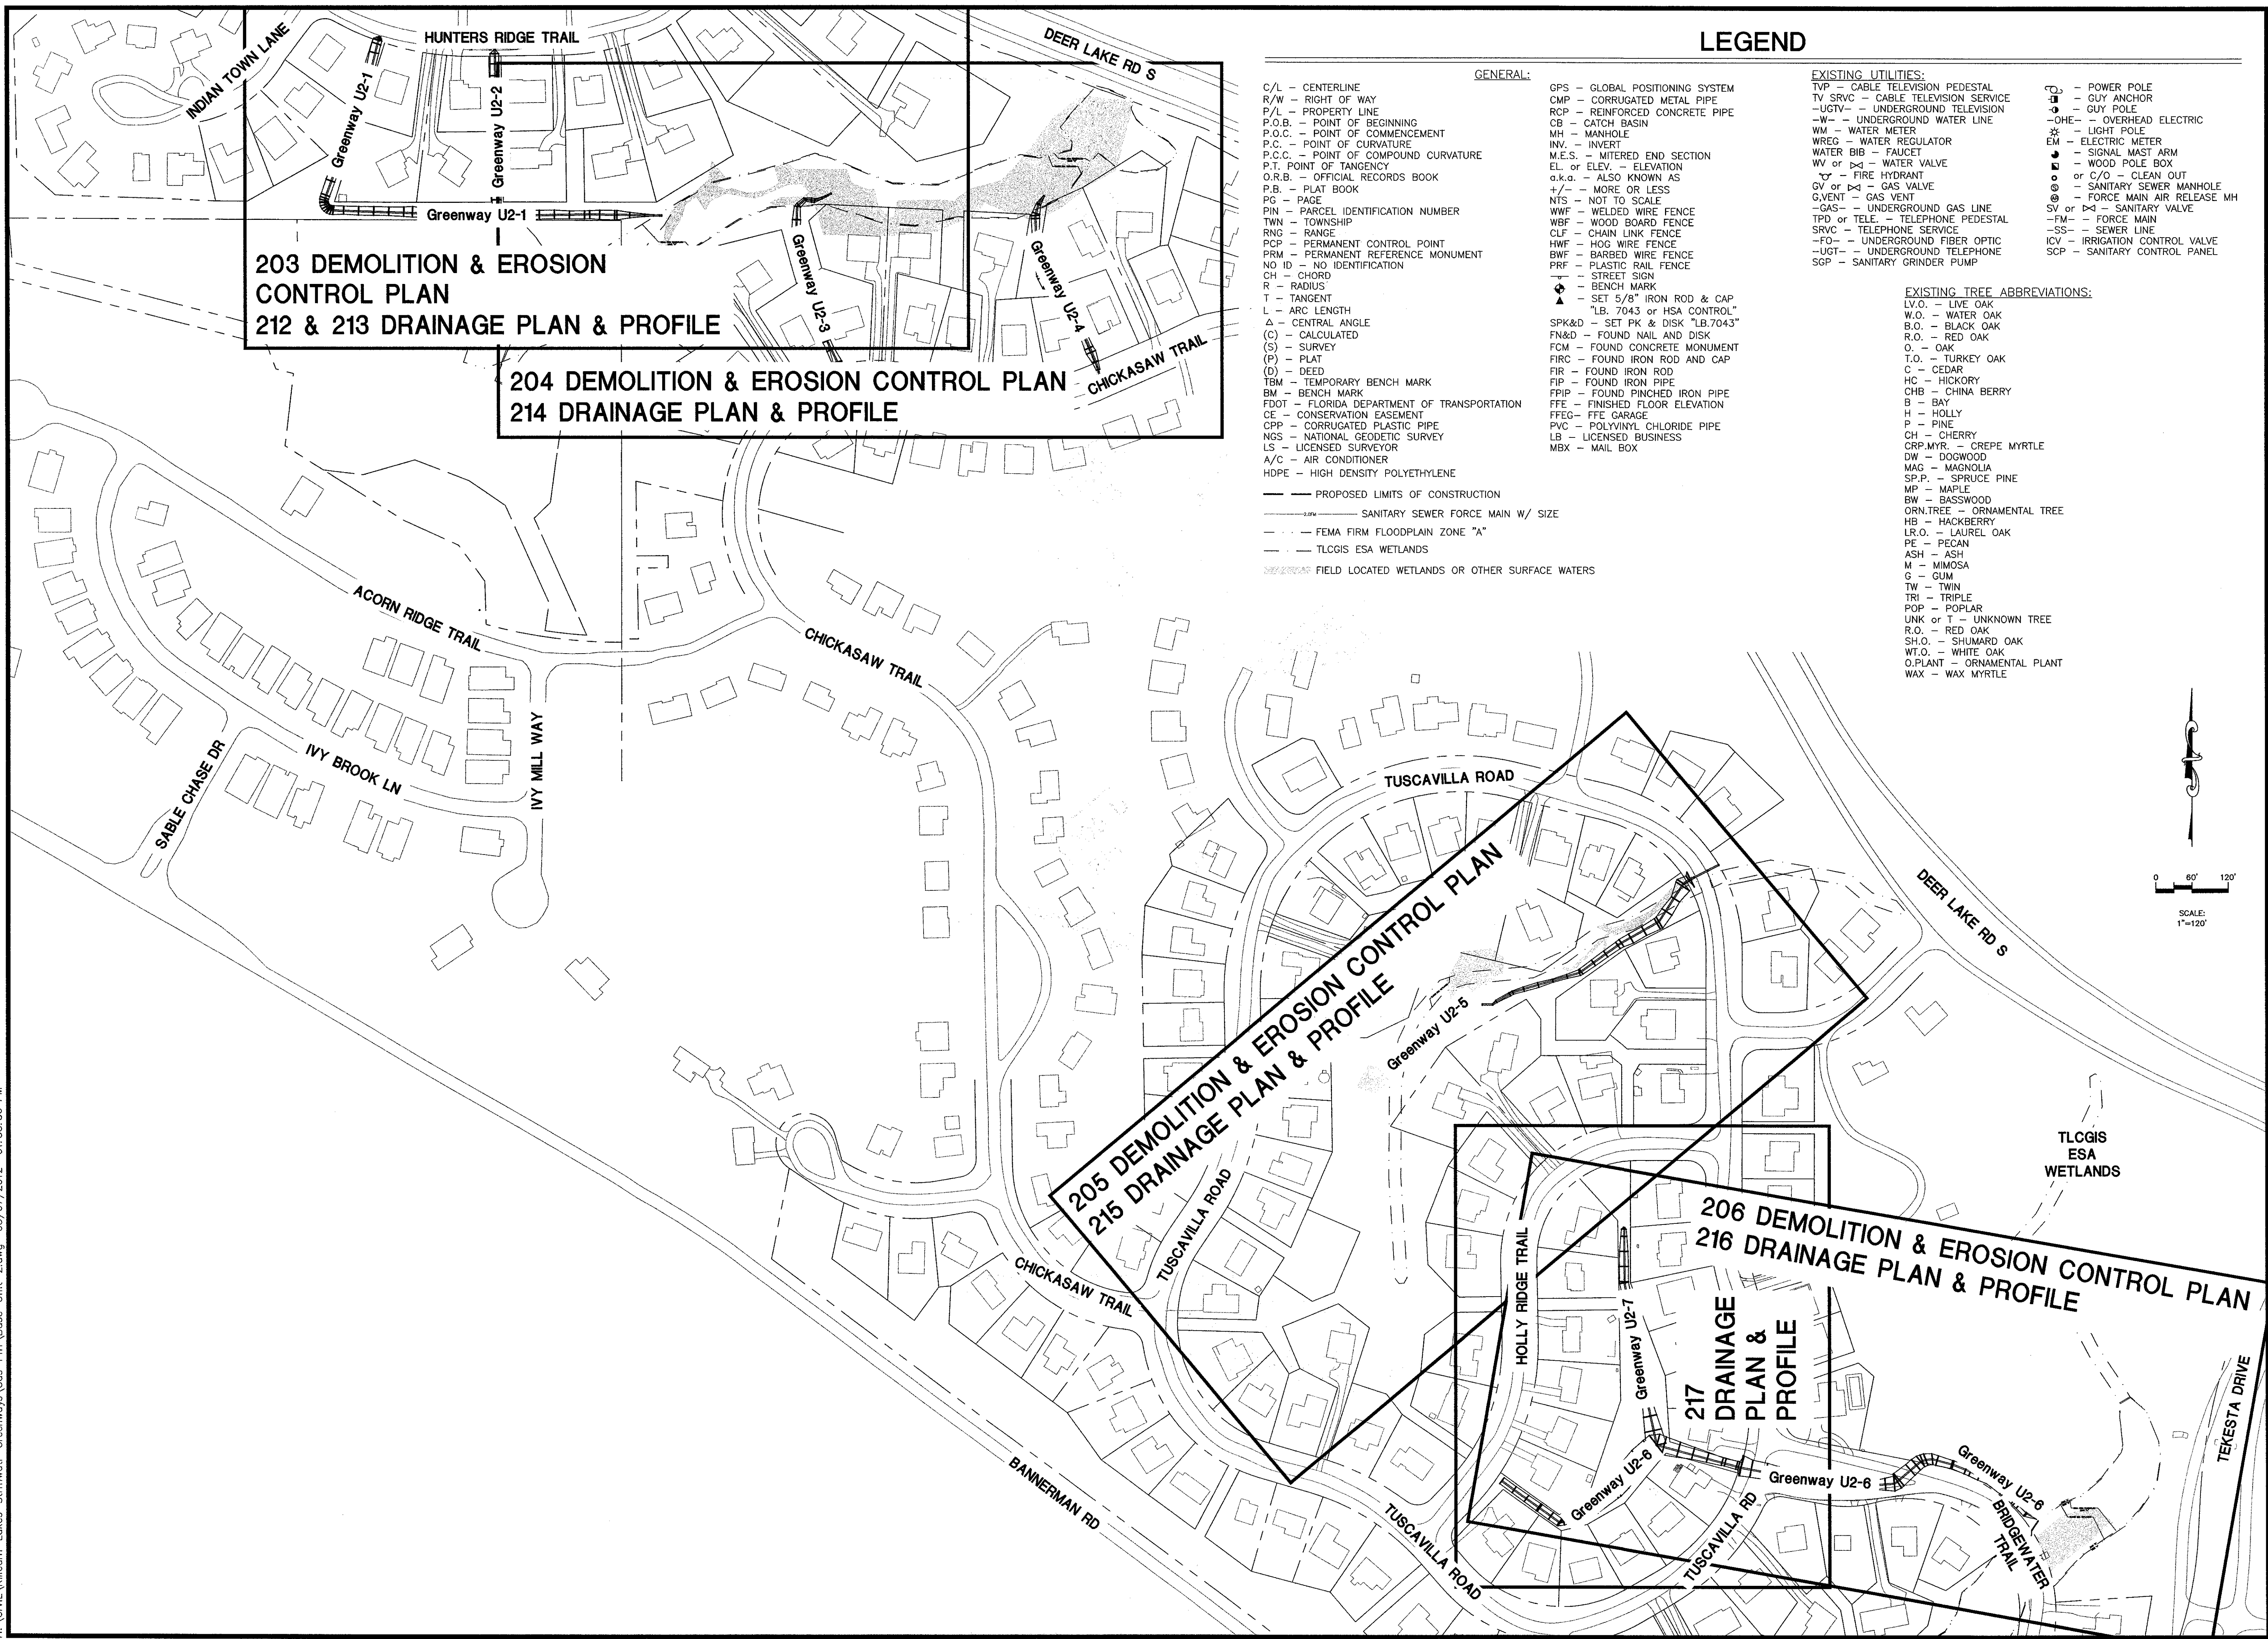 LEGEND
GENERAL:
C/L – CENTERLINE
R/W – RIGHT OF WAY
P/L – PROPERTY LINE
P.O.B. – POINT OF BEGINNING
P.O.C. – POINT OF COMMENCEMENT
P.C. – POINT OF CURVATURE
P.C.C. – POINT OF COMPOUND CURVATURE
P.T. POINT OF TANGENCY
O.R.B. – OFFICIAL RECORDS BOOK
P.B. – PLAT BOOK
PG – PAGE
PIN – PARCEL IDENTIFICATION NUMBER
TWN – TOWNSHIP
RNG – RANGE
PCP – PERMANENT CONTROL POINT
PRM – PERMANENT REFERENCE MONUMENT
NO ID – NO IDENTIFICATION
CH – CHORD
R – RADIUS
T – TANGENT
L – ARC LENGTH
Δ – CENTRAL ANGLE
(C) – CALCULATED
(S) – SURVEY
(P) – PLAT
(D) – DEED
TBM – TEMPORARY BENCH MARK
BM – BENCH MARK
FDOT – FLORIDA DEPARTMENT OF TRANSPORTATION
CE – CONSERVATION EASEMENT
CPP – CORRUGATED PLASTIC PIPE
NGS – NATIONAL GEODETIC SURVEY
LS – LICENSED SURVEYOR
A/C – AIR CONDITIONER
HDPE – HIGH DENSITY POLYETHYLENE
PROPOSED LIMITS OF CONSTRUCTION
SANITARY SEWER FORCE MAIN W/ SIZE
FEMA FIRM FLOODPLAIN ZONE "A"
TLCGIS ESA WETLANDS
FIELD LOCATED WETLANDS OR OTHER SURFACE WATERS
GPS – GLOBAL POSITIONING SYSTEM
CMP – CORRUGATED METAL PIPE
RCP – REINFORCED CONCRETE PIPE
CB – CATCH BASIN
MH – MANHOLE
INV. – INVERT
M.E.S. – MITERED END SECTION
EL. or ELEV. – ELEVATION
a.k.a. – ALSO KNOWN AS
+/– – MORE OR LESS
NTS – NOT TO SCALE
WWF – WELDED WIRE FENCE
WBF – WOOD BOARD FENCE
CLF – CHAIN LINK FENCE
HWF – HOG WIRE FENCE
BWF – BARBED WIRE FENCE
PRF – PLASTIC RAIL FENCE
– STREET SIGN
– BENCH MARK
– SET 5/8" IRON ROD & CAP
"LB. 7043 or HSA CONTROL"
SPK&D – SET PK & DISK "LB.7043"
FN&D – FOUND NAIL AND DISK
FCM – FOUND CONCRETE MONUMENT
FIRC – FOUND IRON ROD AND CAP
FIR – FOUND IRON ROD
FIP – FOUND IRON PIPE
FPIP – FOUND PINCHED IRON PIPE
FFE – FINISHED FLOOR ELEVATION
FFEG– FFE GARAGE
PVC – POLYVINYL CHLORIDE PIPE
LB – LICENSED BUSINESS
MBX – MAIL BOX
EXISTING UTILITIES:
TVP – CABLE TELEVISION PEDESTAL
TV SRVC – CABLE TELEVISION SERVICE
–UGTV– – UNDERGROUND TELEVISION
–W– – UNDERGROUND WATER LINE
WM – WATER METER
WREG – WATER REGULATOR
WATER BIB – FAUCET
WV or ⋈ – WATER VALVE
– FIRE HYDRANT
GV or ⋈ – GAS VALVE
G,VENT – GAS VENT
–GAS– – UNDERGROUND GAS LINE
TPD or TELE. – TELEPHONE PEDESTAL
SRVC – TELEPHONE SERVICE
–FO– – UNDERGROUND FIBER OPTIC
–UGT– – UNDERGROUND TELEPHONE
SGP – SANITARY GRINDER PUMP
– POWER POLE
– GUY ANCHOR
– GUY POLE
–OHE– – OVERHEAD ELECTRIC
– LIGHT POLE
EM – ELECTRIC METER
– SIGNAL MAST ARM
– WOOD POLE BOX
or C/O – CLEAN OUT
– SANITARY SEWER MANHOLE
– FORCE MAIN AIR RELEASE MH
SV or ⋈ – SANITARY VALVE
–FM– – FORCE MAIN
–SS– – SEWER LINE
ICV – IRRIGATION CONTROL VALVE
SCP – SANITARY CONTROL PANEL
EXISTING TREE ABBREVIATIONS:
LV.O. – LIVE OAK
W.O. – WATER OAK
B.O. – BLACK OAK
R.O. – RED OAK
O. – OAK
T.O. – TURKEY OAK
C – CEDAR
HC – HICKORY
CHB – CHINA BERRY
B – BAY
H – HOLLY
P – PINE
CH – CHERRY
CRP.MYR. – CREPE MYRTLE
DW – DOGWOOD
MAG – MAGNOLIA
SP.P. – SPRUCE PINE
MP – MAPLE
BW – BASSWOOD
ORN.TREE – ORNAMENTAL TREE
HB – HACKBERRY
LR.O. – LAUREL OAK
PE – PECAN
ASH – ASH
M – MIMOSA
G – GUM
TW – TWIN
TRI – TRIPLE
POP – POPLAR
UNK or T – UNKNOWN TREE
R.O. – RED OAK
SH.O. – SHUMARD OAK
WT.O. – WHITE OAK
O.PLANT – ORNAMENTAL PLANT
WAX – WAX MYRTLE
0 60' 120'
SCALE:
1"=120'
INDIAN TOWN LANE
HUNTERS RIDGE TRAIL
DEER LAKE RD S
Greenway U2-1
Greenway U2-2
Greenway U2-1
Greenway U2-3
Greenway U2-4
203 DEMOLITION & EROSION
CONTROL PLAN
212 & 213 DRAINAGE PLAN & PROFILE
204 DEMOLITION & EROSION CONTROL PLAN
214 DRAINAGE PLAN & PROFILE
CHICKASAW TRAIL
ACORN RIDGE TRAIL
CHICKASAW TRAIL
IVY BROOK LN
IVY MILL WAY
SABLE CHASE DR
TUSCAVILLA ROAD
DEER LAKE RD S
205 DEMOLITION & EROSION CONTROL PLAN
215 DRAINAGE PLAN & PROFILE
Greenway U2-5
TUSCAVILLA ROAD
CHICKASAW TRAIL
TLCGIS
ESA
WETLANDS
206 DEMOLITION & EROSION CONTROL PLAN
216 DRAINAGE PLAN & PROFILE
HOLLY RIDGE TRAIL
Greenway U2-7
217
DRAINAGE
PLAN &
PROFILE
Greenway U2-6
Greenway U2-6
Greenway U2-6
BRIDGEWATER
TRAIL
TEKESTA DRIVE
BANNERMAN RD
TUSCAVILLA ROAD
TUSCAVILLA RD